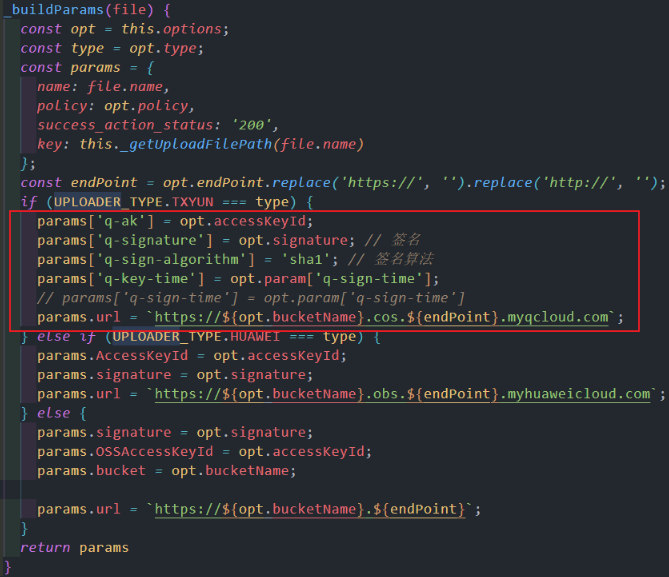 _buildParams(file) {
const opt = this.options;
const type = opt.type;
const params = {
name: file.name,
policy: opt.policy,
success_action_status: '200',
key: this._getUploadFilePath(file.name)
};
const endPoint = opt.endPoint.replace('https://', '').replace('http://', '');
if (UPLOADER_TYPE.TXYUN === type) {
params['q-ak'] = opt.accessKeyId;
params['q-signature'] = opt.signature; // 签名
params['q-sign-algorithm'] = 'sha1'; // 签名算法
params['q-key-time'] = opt.param['q-sign-time'];
// params['q-sign-time'] = opt.param['q-sign-time']
params.url = `https://${opt.bucketName}.cos.${endPoint}.myqcloud.com`;
} else if (UPLOADER_TYPE.HUAWEI === type) {
params.AccessKeyId = opt.accessKeyId;
params.signature = opt.signature;
params.url = `https://${opt.bucketName}.obs.${endPoint}.myhuaweicloud.com`;
} else {
params.signature = opt.signature;
params.OSSAccessKeyId = opt.accessKeyId;
params.bucket = opt.bucketName;
params.url = `https://${opt.bucketName}.${endPoint}`;
}
return params
}